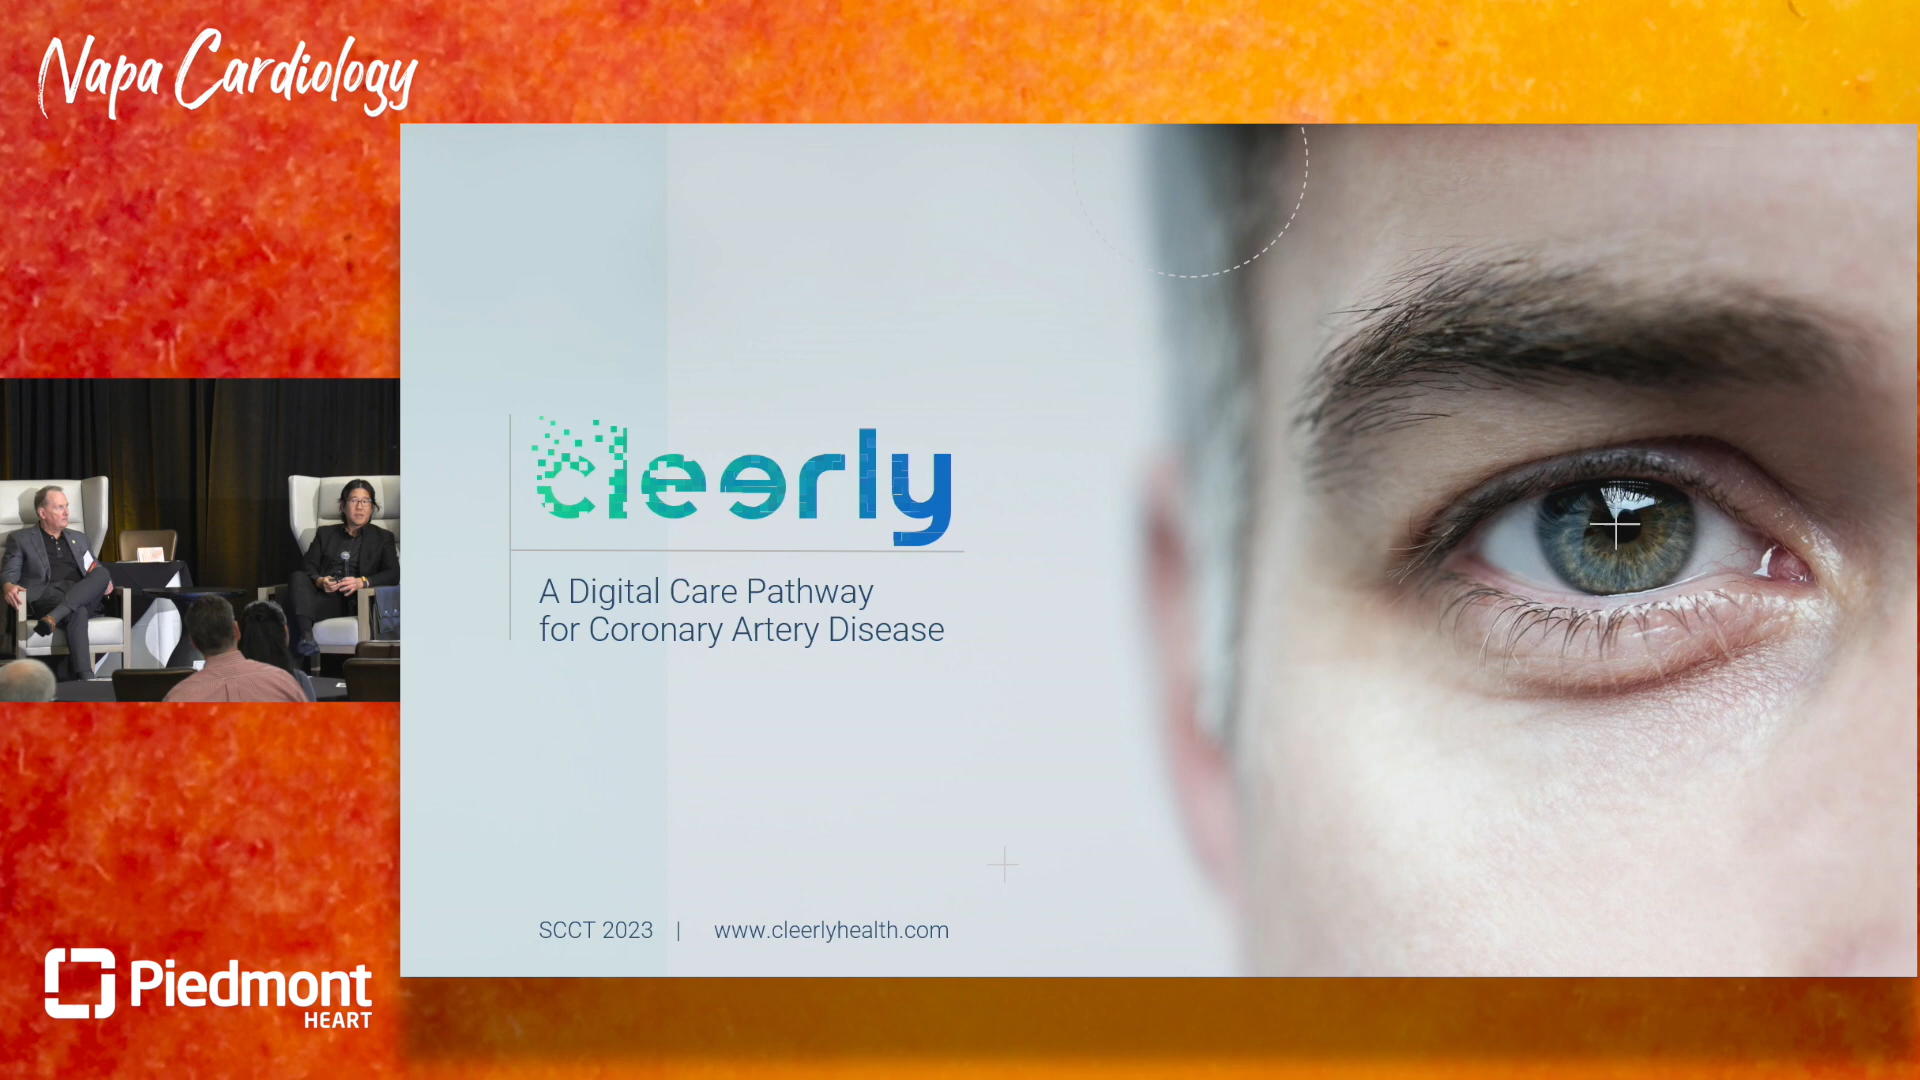 Napa Cardiology
cleerly
A Digital Care Pathway
for Coronary Artery Disease
SCCT 2023 | www.cleerlyhealth.com
Piedmont
HEART